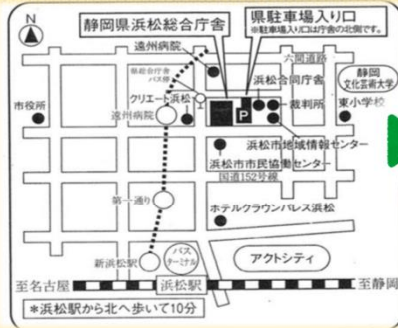 N
静岡県浜松総合庁舎
県駐車場入り口
※駐車場入り口は庁舎の北側です。
遠州病院
六間道路
県総合庁舎
バス停
浜松合同庁舎
静岡
文化芸術大学
市役所
クリエート浜松
P
裁判所
東小学校
遠州病院
浜松市地域情報センター
浜松市市民協働センター
国道152号線
第一通り
ホテルクラウンパレス浜松
新浜松駅
バス
ターミナル
アクトシティ
至名古屋
浜松駅
至静岡
*浜松駅から北へ歩いて10分